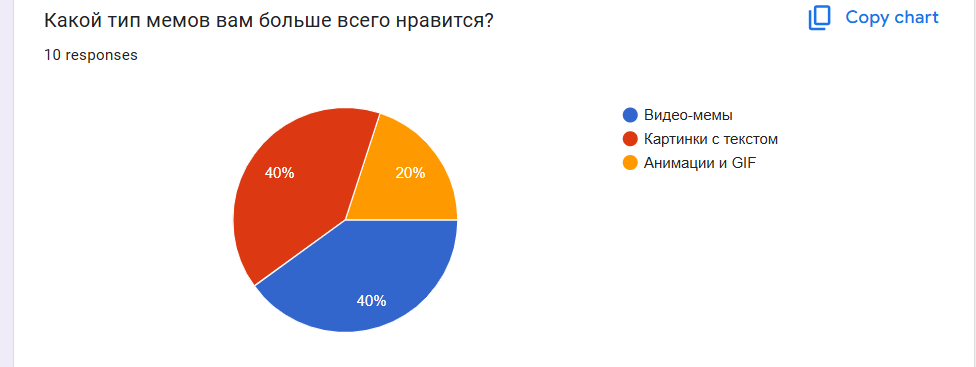 Какой тип мемов вам больше всего нравится?
Copy chart
10 responses
Видео-мемы
Картинки с текстом
Анимации и GIF
40%
20%
40%